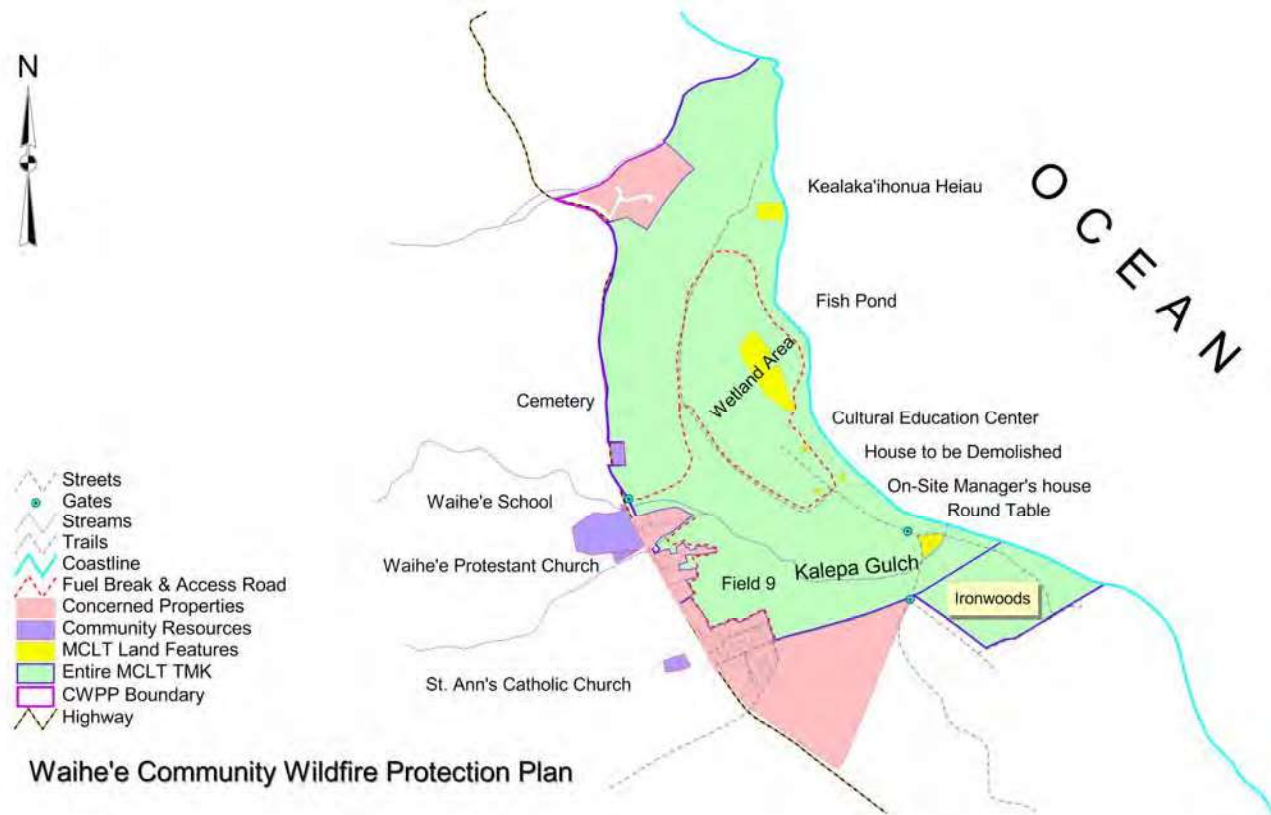 N
OCEAN
Kealaka'ihonua Heiau
Fish Pond
Wetland Area
Cemetery
Cultural Education Center
House to be Demolished
On-Site Manager's house
Round Table
Waihe'e School
Waihe'e Protestant Church
Field 9
Kalepa Gulch
Ironwoods
St. Ann's Catholic Church
Streets
Gates
Streams
Trails
Coastline
Fuel Break & Access Road
Concerned Properties
Community Resources
MCLT Land Features
Entire MCLT TMK
CWPP Boundary
Highway
Waihe'e Community Wildfire Protection Plan